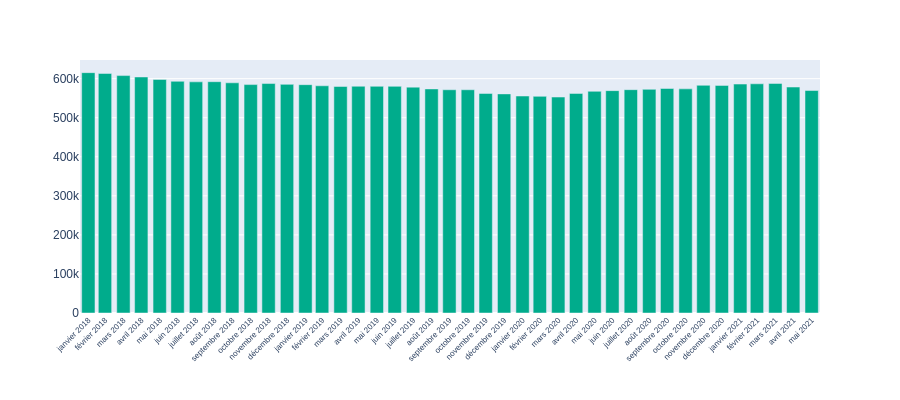 600k
500k
400k
300k
200k
100k
0
janvier 2018
février 2018
mars 2018
avril 2018
mai 2018
juin 2018
juillet 2018
août 2018
septembre 2018
octobre 2018
novembre 2018
décembre 2018
janvier 2019
février 2019
mars 2019
avril 2019
mai 2019
juin 2019
juillet 2019
août 2019
septembre 2019
octobre 2019
novembre 2019
décembre 2019
janvier 2020
février 2020
mars 2020
avril 2020
mai 2020
juin 2020
juillet 2020
août 2020
septembre 2020
octobre 2020
novembre 2020
décembre 2020
janvier 2021
février 2021
mars 2021
avril 2021
mai 2021